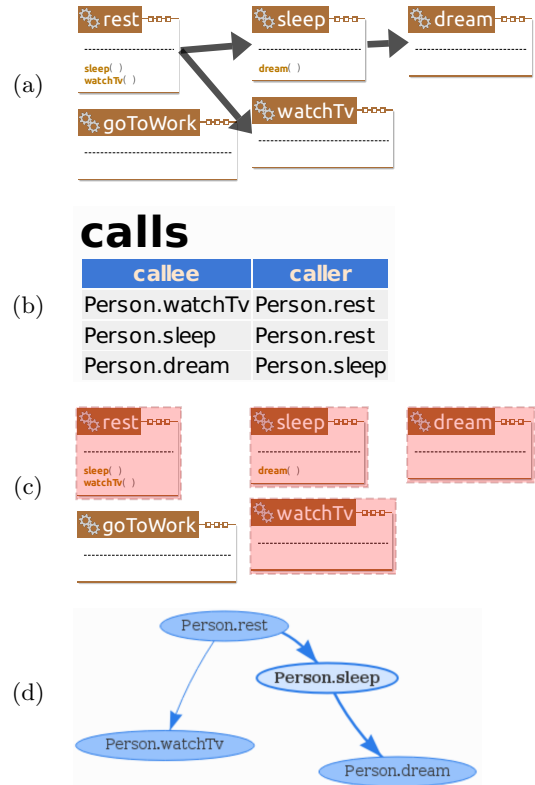 rest
sleep
dream
sleep( )
watchTv( )
dream( )
(a)
goToWork
watchTv
calls
callee caller
Person.watchTv Person.rest
(b)
Person.sleep Person.rest
Person.dream Person.sleep
rest
sleep
dream
sleep( )
watchTv( )
dream( )
(c)
goToWork
watchTv
Person.rest
Person.sleep
(d)
Person.watchTv
Person.dream